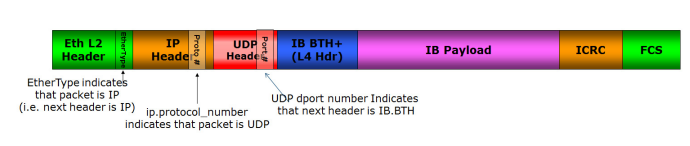 Eth L2
Header
EtherType
IP
Header
Proto #
UDP
Header
Port #
IB BTH+
(L4 Hdr)
IB Payload
ICRC
FCS
EtherType indicates
that packet is IP
(i.e. next header is IP)
ip.protocol_number
indicates that packet is UDP
UDP dport number Indicates
that next header is IB.BTH